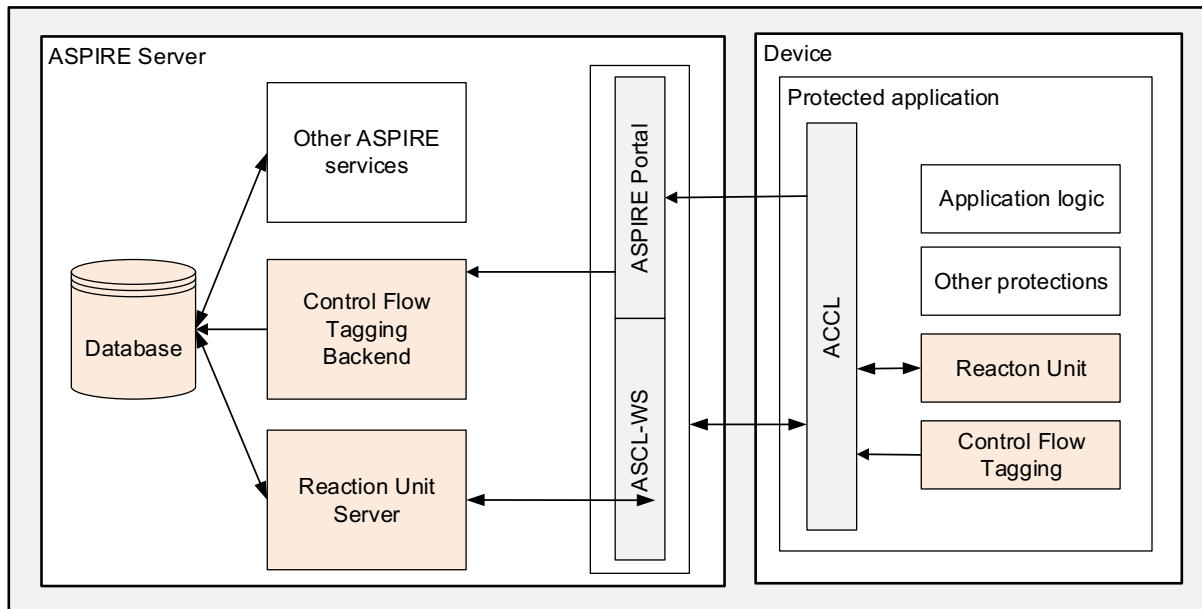 ASPIRE Server
Other ASPIRE
services
Database
Control Flow
Tagging
Backend
Reaction Unit
Server
ASPIRE Portal
ASCL-WS
Device
Protected application
ACCL
Application logic
Other protections
Reacton Unit
Control Flow
Tagging